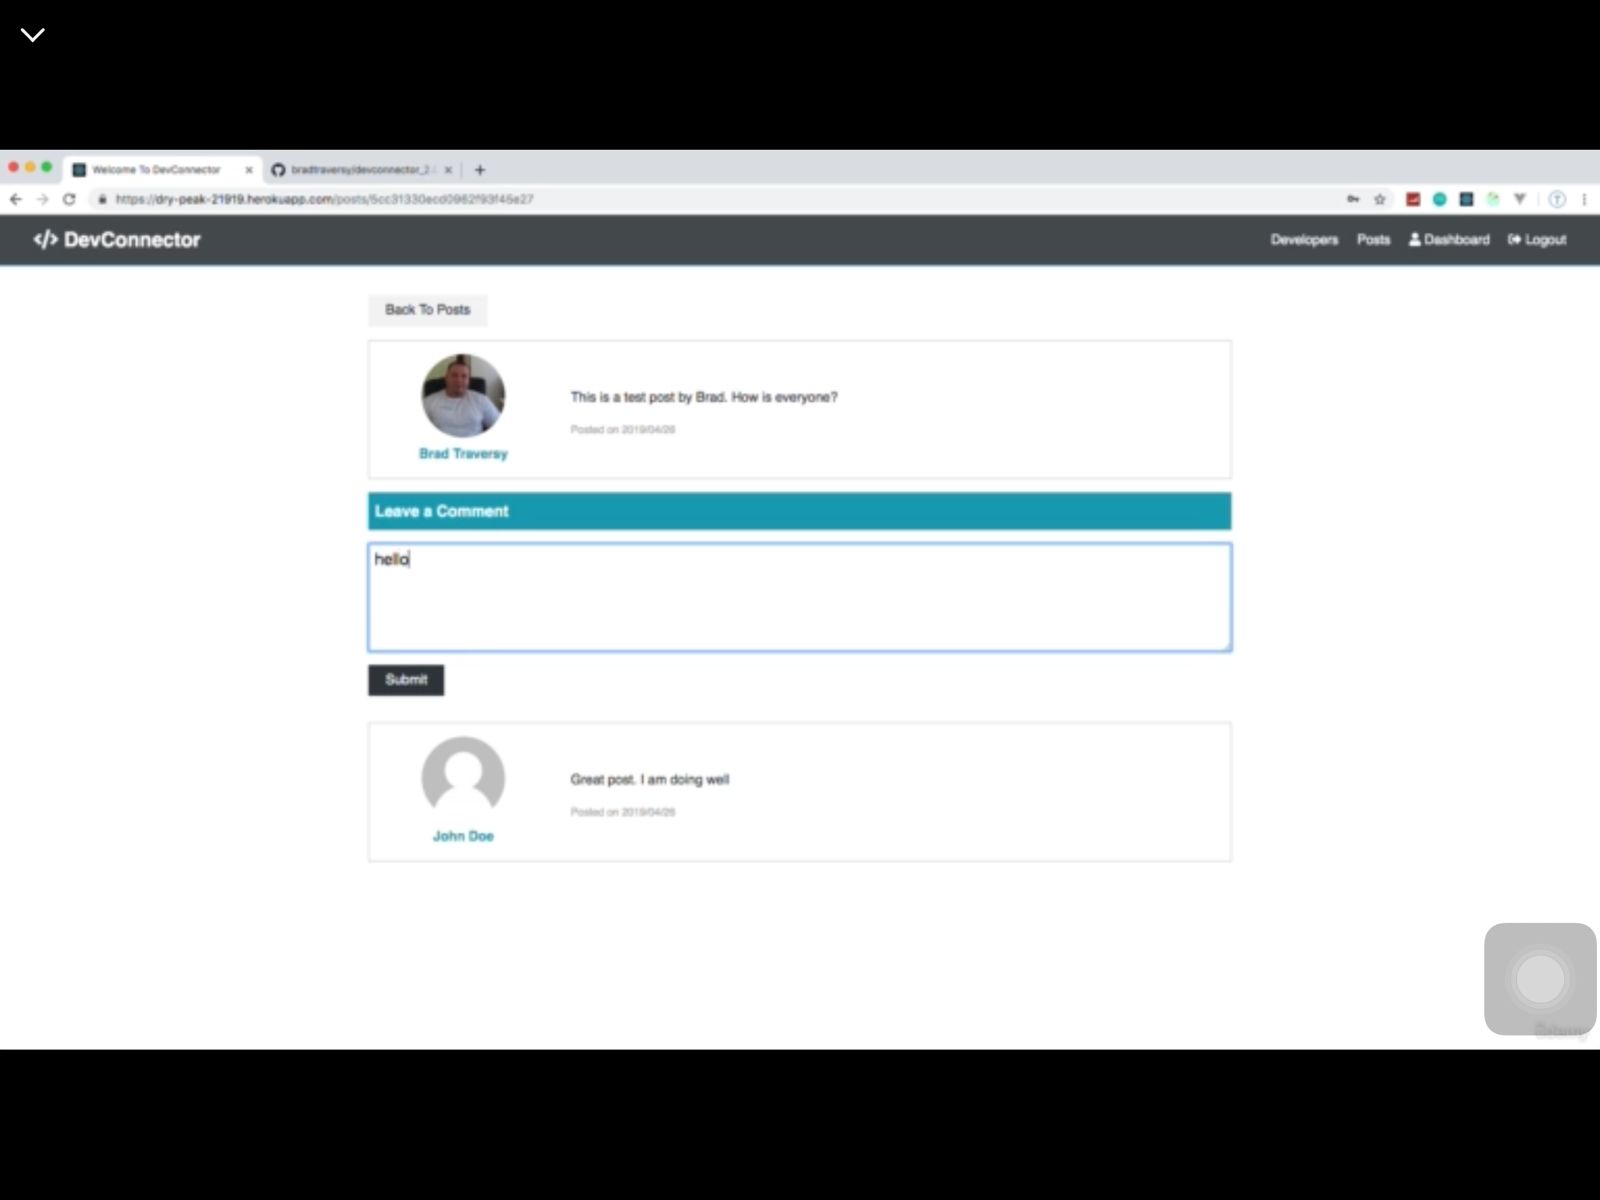 Welcome To DevConnector
bradtraversy/devconnector_2.
https://dry-peak-21919.herokuapp.com/posts/5cc31330ecd0962f93f45e27
</> DevConnector
Developers Posts Dashboard Logout
Back To Posts
This is a test post by Brad. How is everyone?
Posted on 2019/04/26
Brad Traversy
Leave a Comment
hello
Submit
Great post. I am doing well
Posted on 2019/04/26
John Doe
Udemy